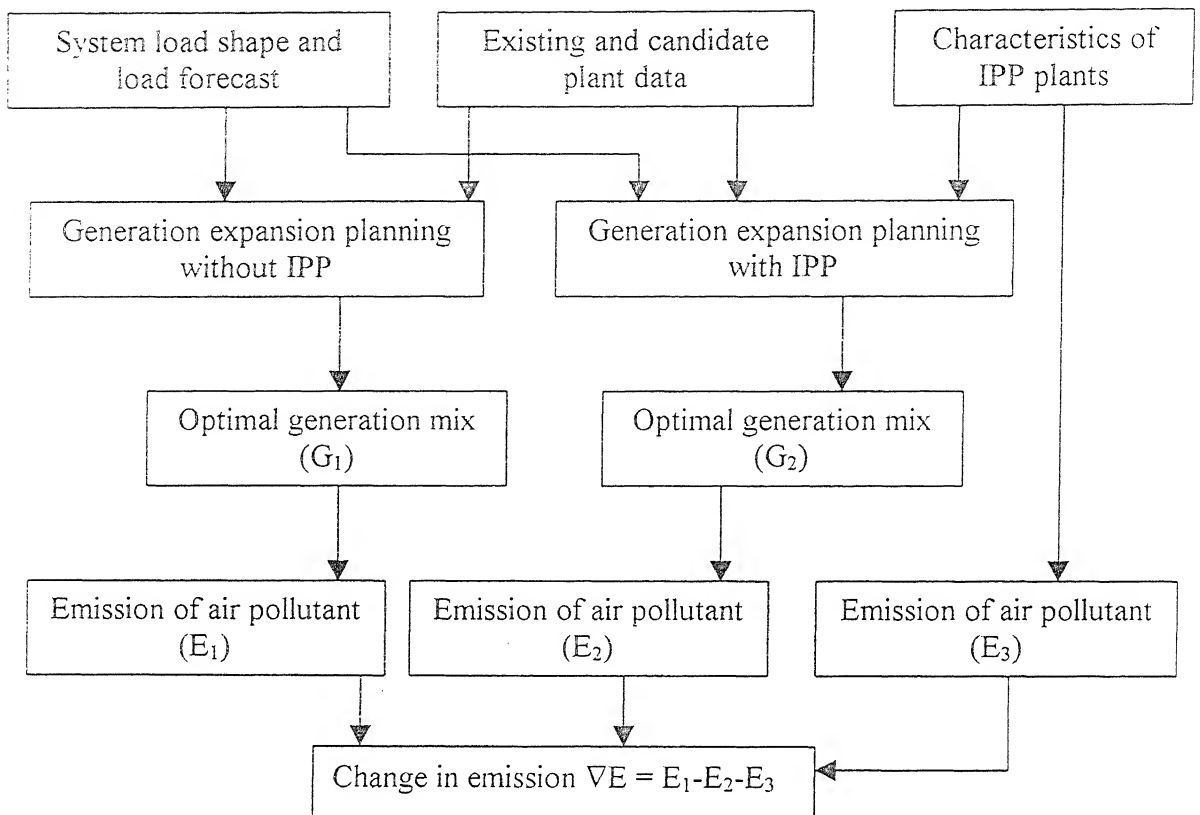 System load shape and
load forecast
Existing and candidate
plant data
Characteristics of
IPP plants
Generation expansion planning
without IPP
Generation expansion planning
with IPP
Optimal generation mix
(G₁)
Optimal generation mix
(G₂)
Emission of air pollutant
(E₁)
Emission of air pollutant
(E₂)
Emission of air pollutant
(E₃)
Change in emission ∇E = E₁-E₂-E₃